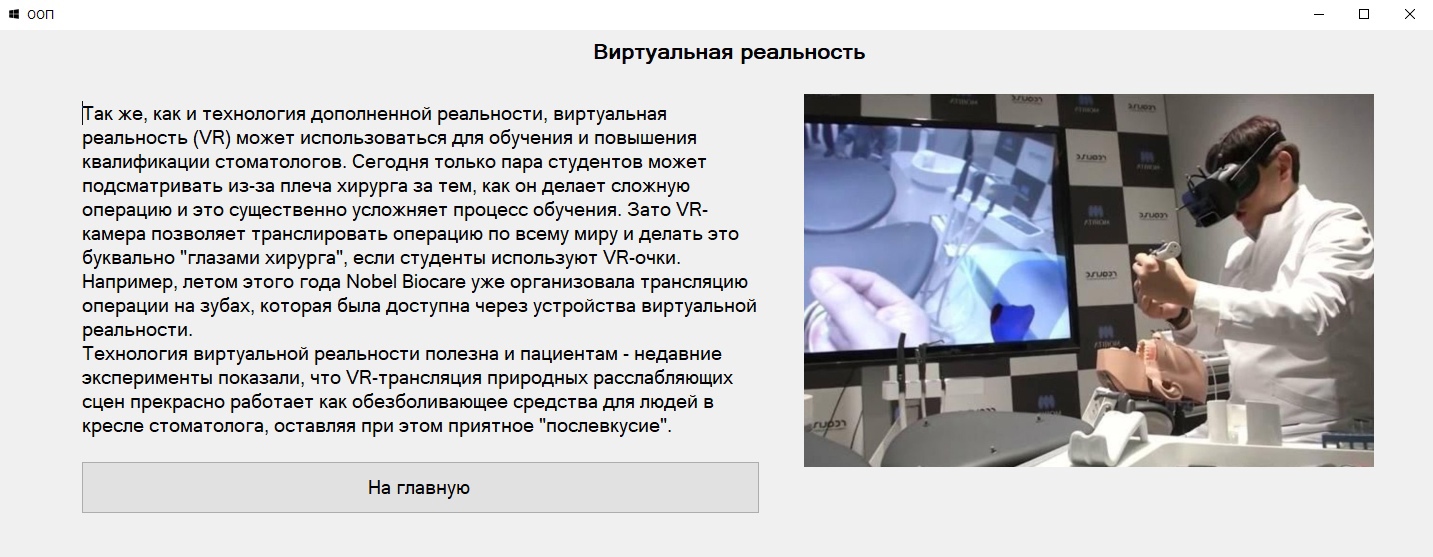 ООП
Виртуальная реальность
Так же, как и технология дополненной реальности, виртуальная
реальность (VR) может использоваться для обучения и повышения
квалификации стоматологов. Сегодня только пара студентов может
подсматривать из-за плеча хирурга за тем, как он делает сложную
операцию и это существенно усложняет процесс обучения. Зато VR-
камера позволяет транслировать операцию по всему миру и делать это
буквально "глазами хирурга", если студенты используют VR-очки.
Например, летом этого года Nobel Biocare уже организовала трансляцию
операции на зубах, которая была доступна через устройства виртуальной
реальности.
Технология виртуальной реальности полезна и пациентам - недавние
эксперименты показали, что VR-трансляция природных расслабляющих
сцен прекрасно работает как обезболивающее средства для людей в
кресле стоматолога, оставляя при этом приятное "послевкусие".
На главную